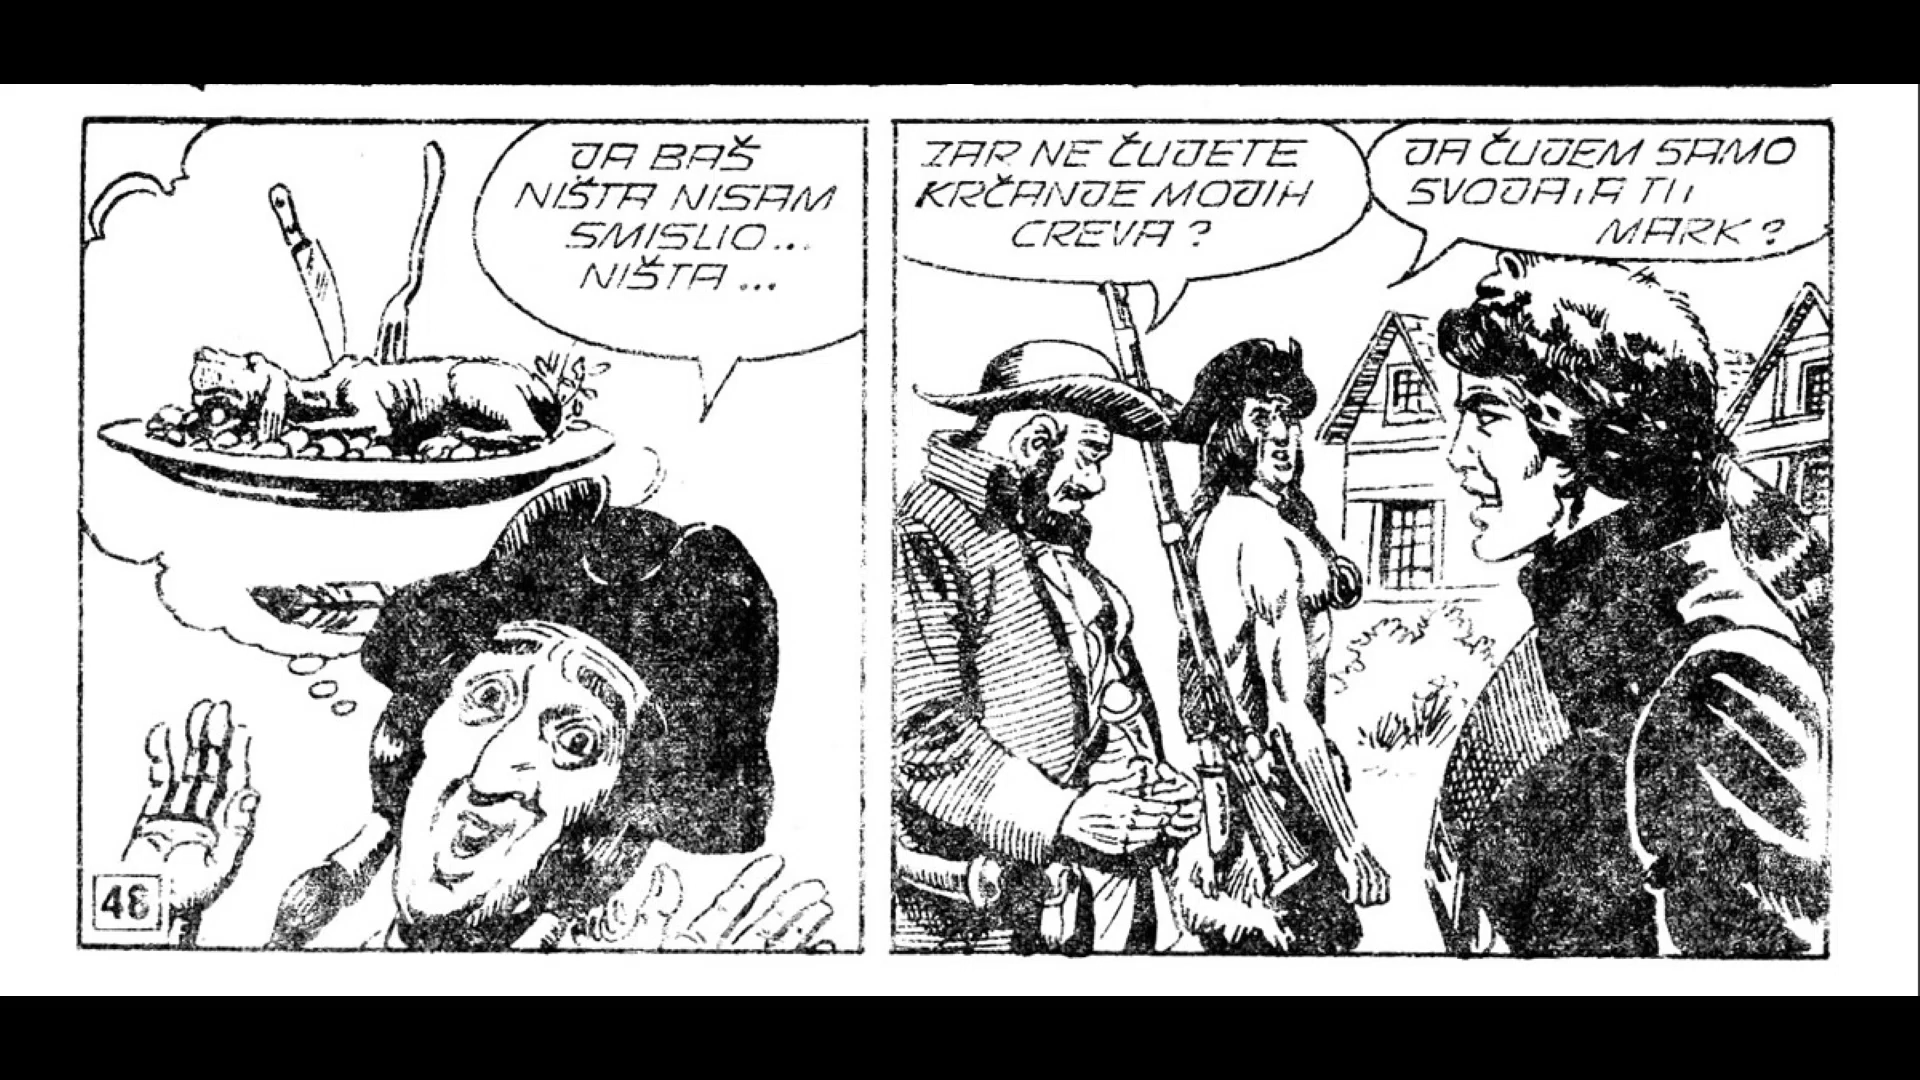 JA BAŠ
NIŠTA NISAM
SMISLIO...
NIŠTA...
48
ZAR NE ČUJETE
KRČANJE MOJIH
CREVA?
JA ČUJEM SAMO
SVOJA, A TI,
MARK?